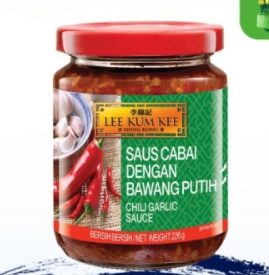 李錦記
LEE KUM KEE
HONG KONG
SAUS CABAI
DENGAN
BAWANG PUTIH
CHILI GARLIC
SAUCE
BERSIH BERSIH / NET WEIGHT 226g